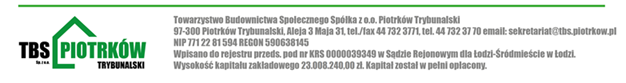 Towarzystwo Budownictwa Społecznego Spółka z o.o. Piotrków Trybunalski
97-300 Piotrków Trybunalski, Aleja 3 Maja 31, tel./fax 44 732 3771, tel. 44 732 37 70 email: sekretariat@tbs.piotrkow.pl
NIP 771 22 81 594 REGON 590638145
Wpisano do rejestru przeds. pod nr KRS 0000039349 w Sądzie Rejonowym dla Łodzi-Śródmieście w Łodzi.
Wysokość kapitału zakładowego 23.008.240,00 zł. Kapitał został w pełni opłacony.
TBS PIOTRKÓW
Sp. z o.o. TRYBUNALSKI